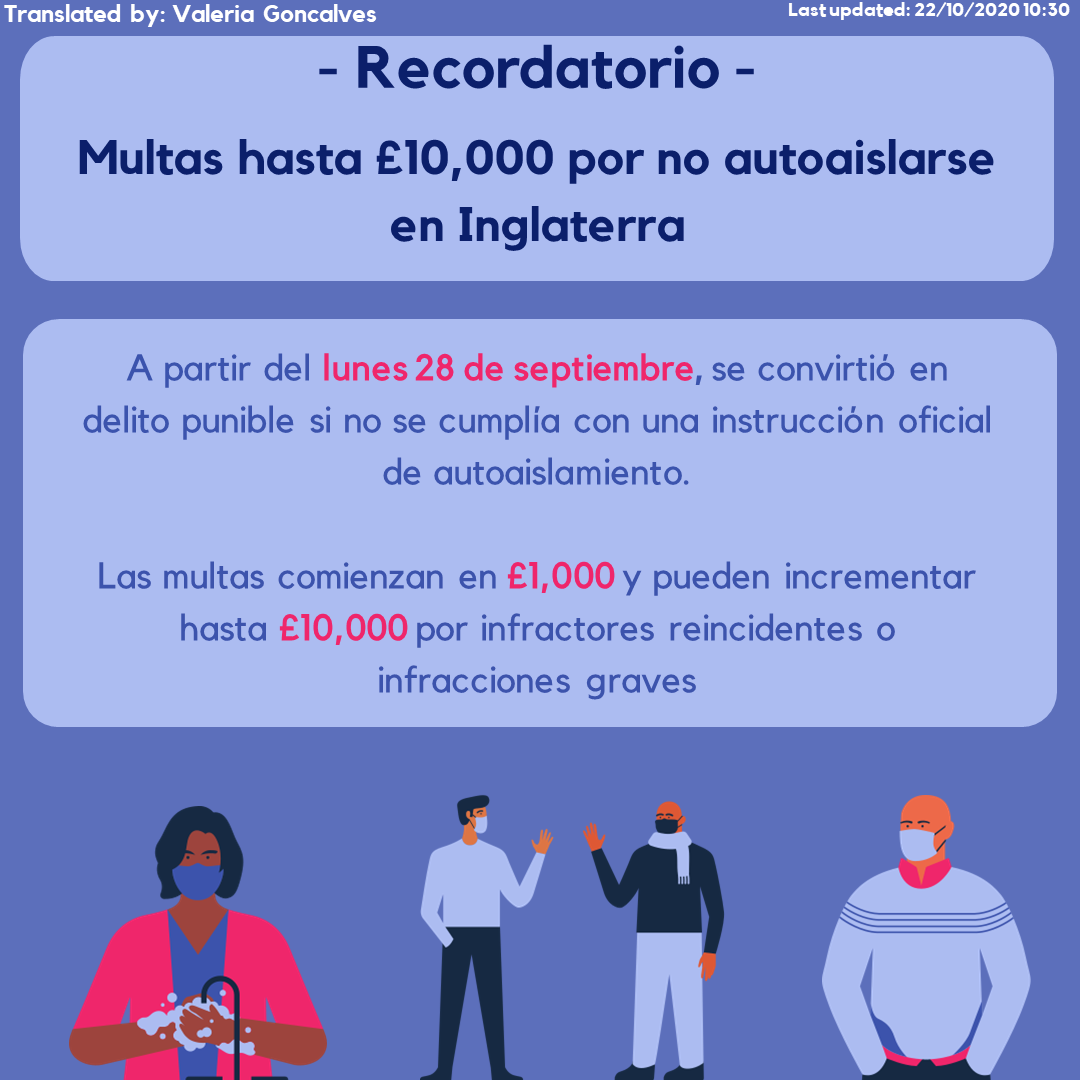 Translated by: Valeria Goncalves
Last updated: 22/10/2020 10:30
- Recordatorio -
Multas hasta £10,000 por no autoaislarse
en Inglaterra
A partir del lunes 28 de septiembre, se convirtió en
delito punible si no se cumplía con una instrucción oficial
de autoaislamiento.
Las multas comienzan en £1,000 y pueden incrementar
hasta £10,000 por infractores reincidentes o
infracciones graves